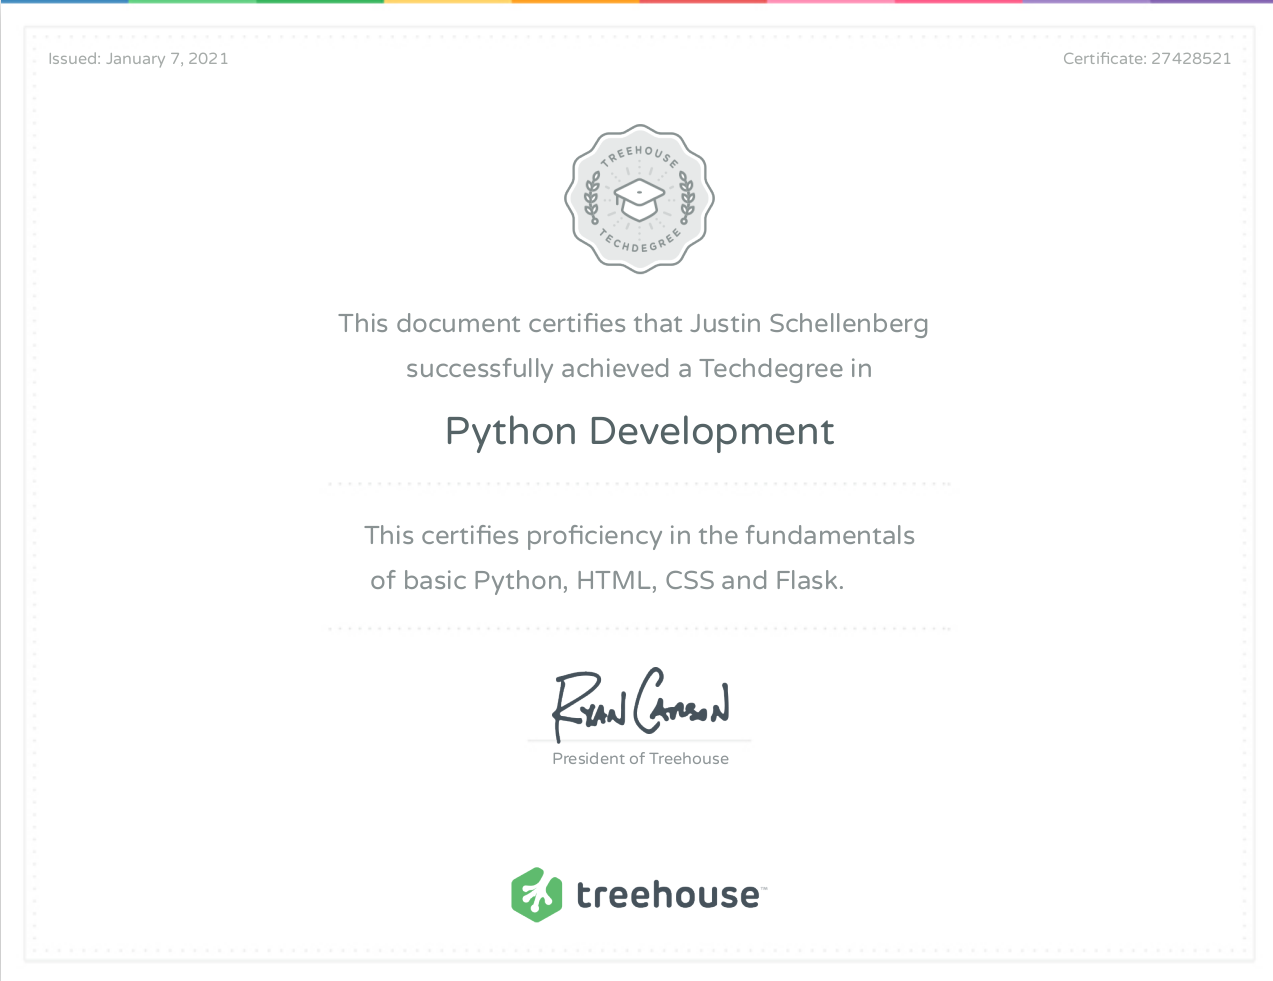 Issued: January 7, 2021
Certificate: 27428521
TREEHOUSE
TECHDEGREE
This document certifies that Justin Schellenberg
successfully achieved a Techdegree in
Python Development
This certifies proficiency in the fundamentals
of basic Python, HTML, CSS and Flask.
Ryan Carson
President of Treehouse
treehouse™